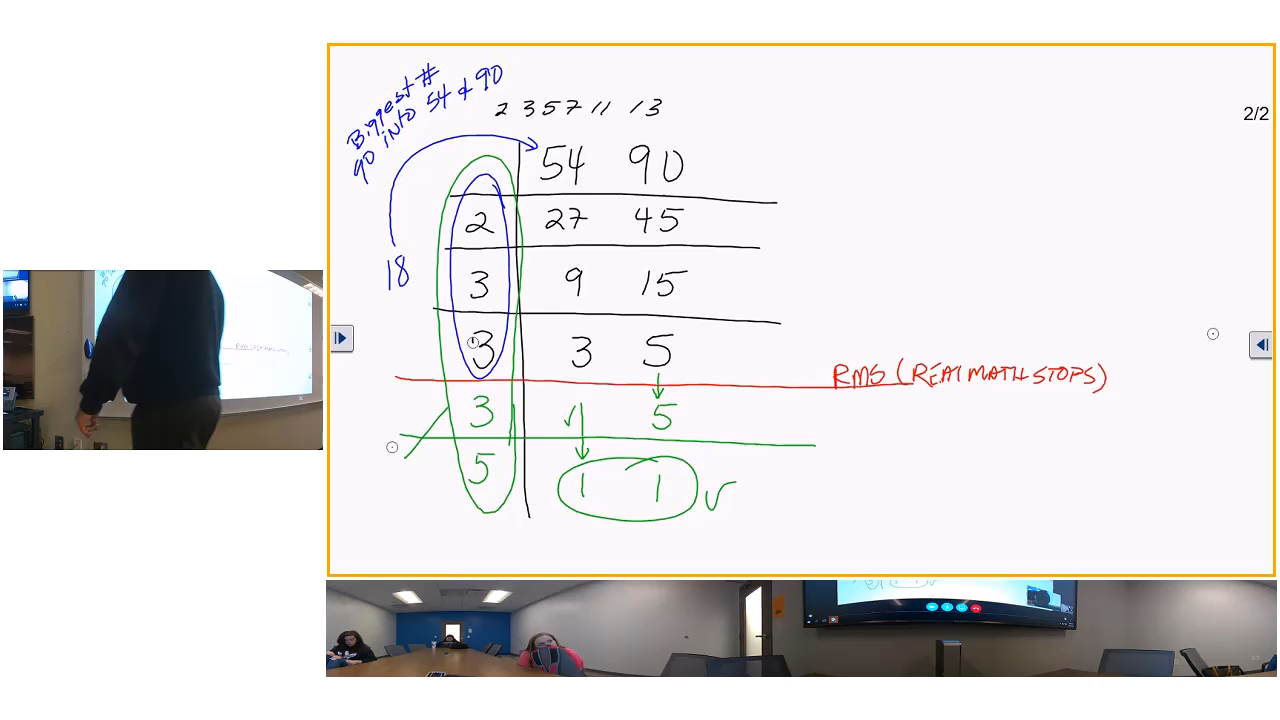 Biggest #
go into 54 & 90
2 3 5 7 11 13
2/2
54 90
2 27 45
18
3 9 15
3 3 5
RMS (REAl MATH STOPS)
3 5
5 1 1